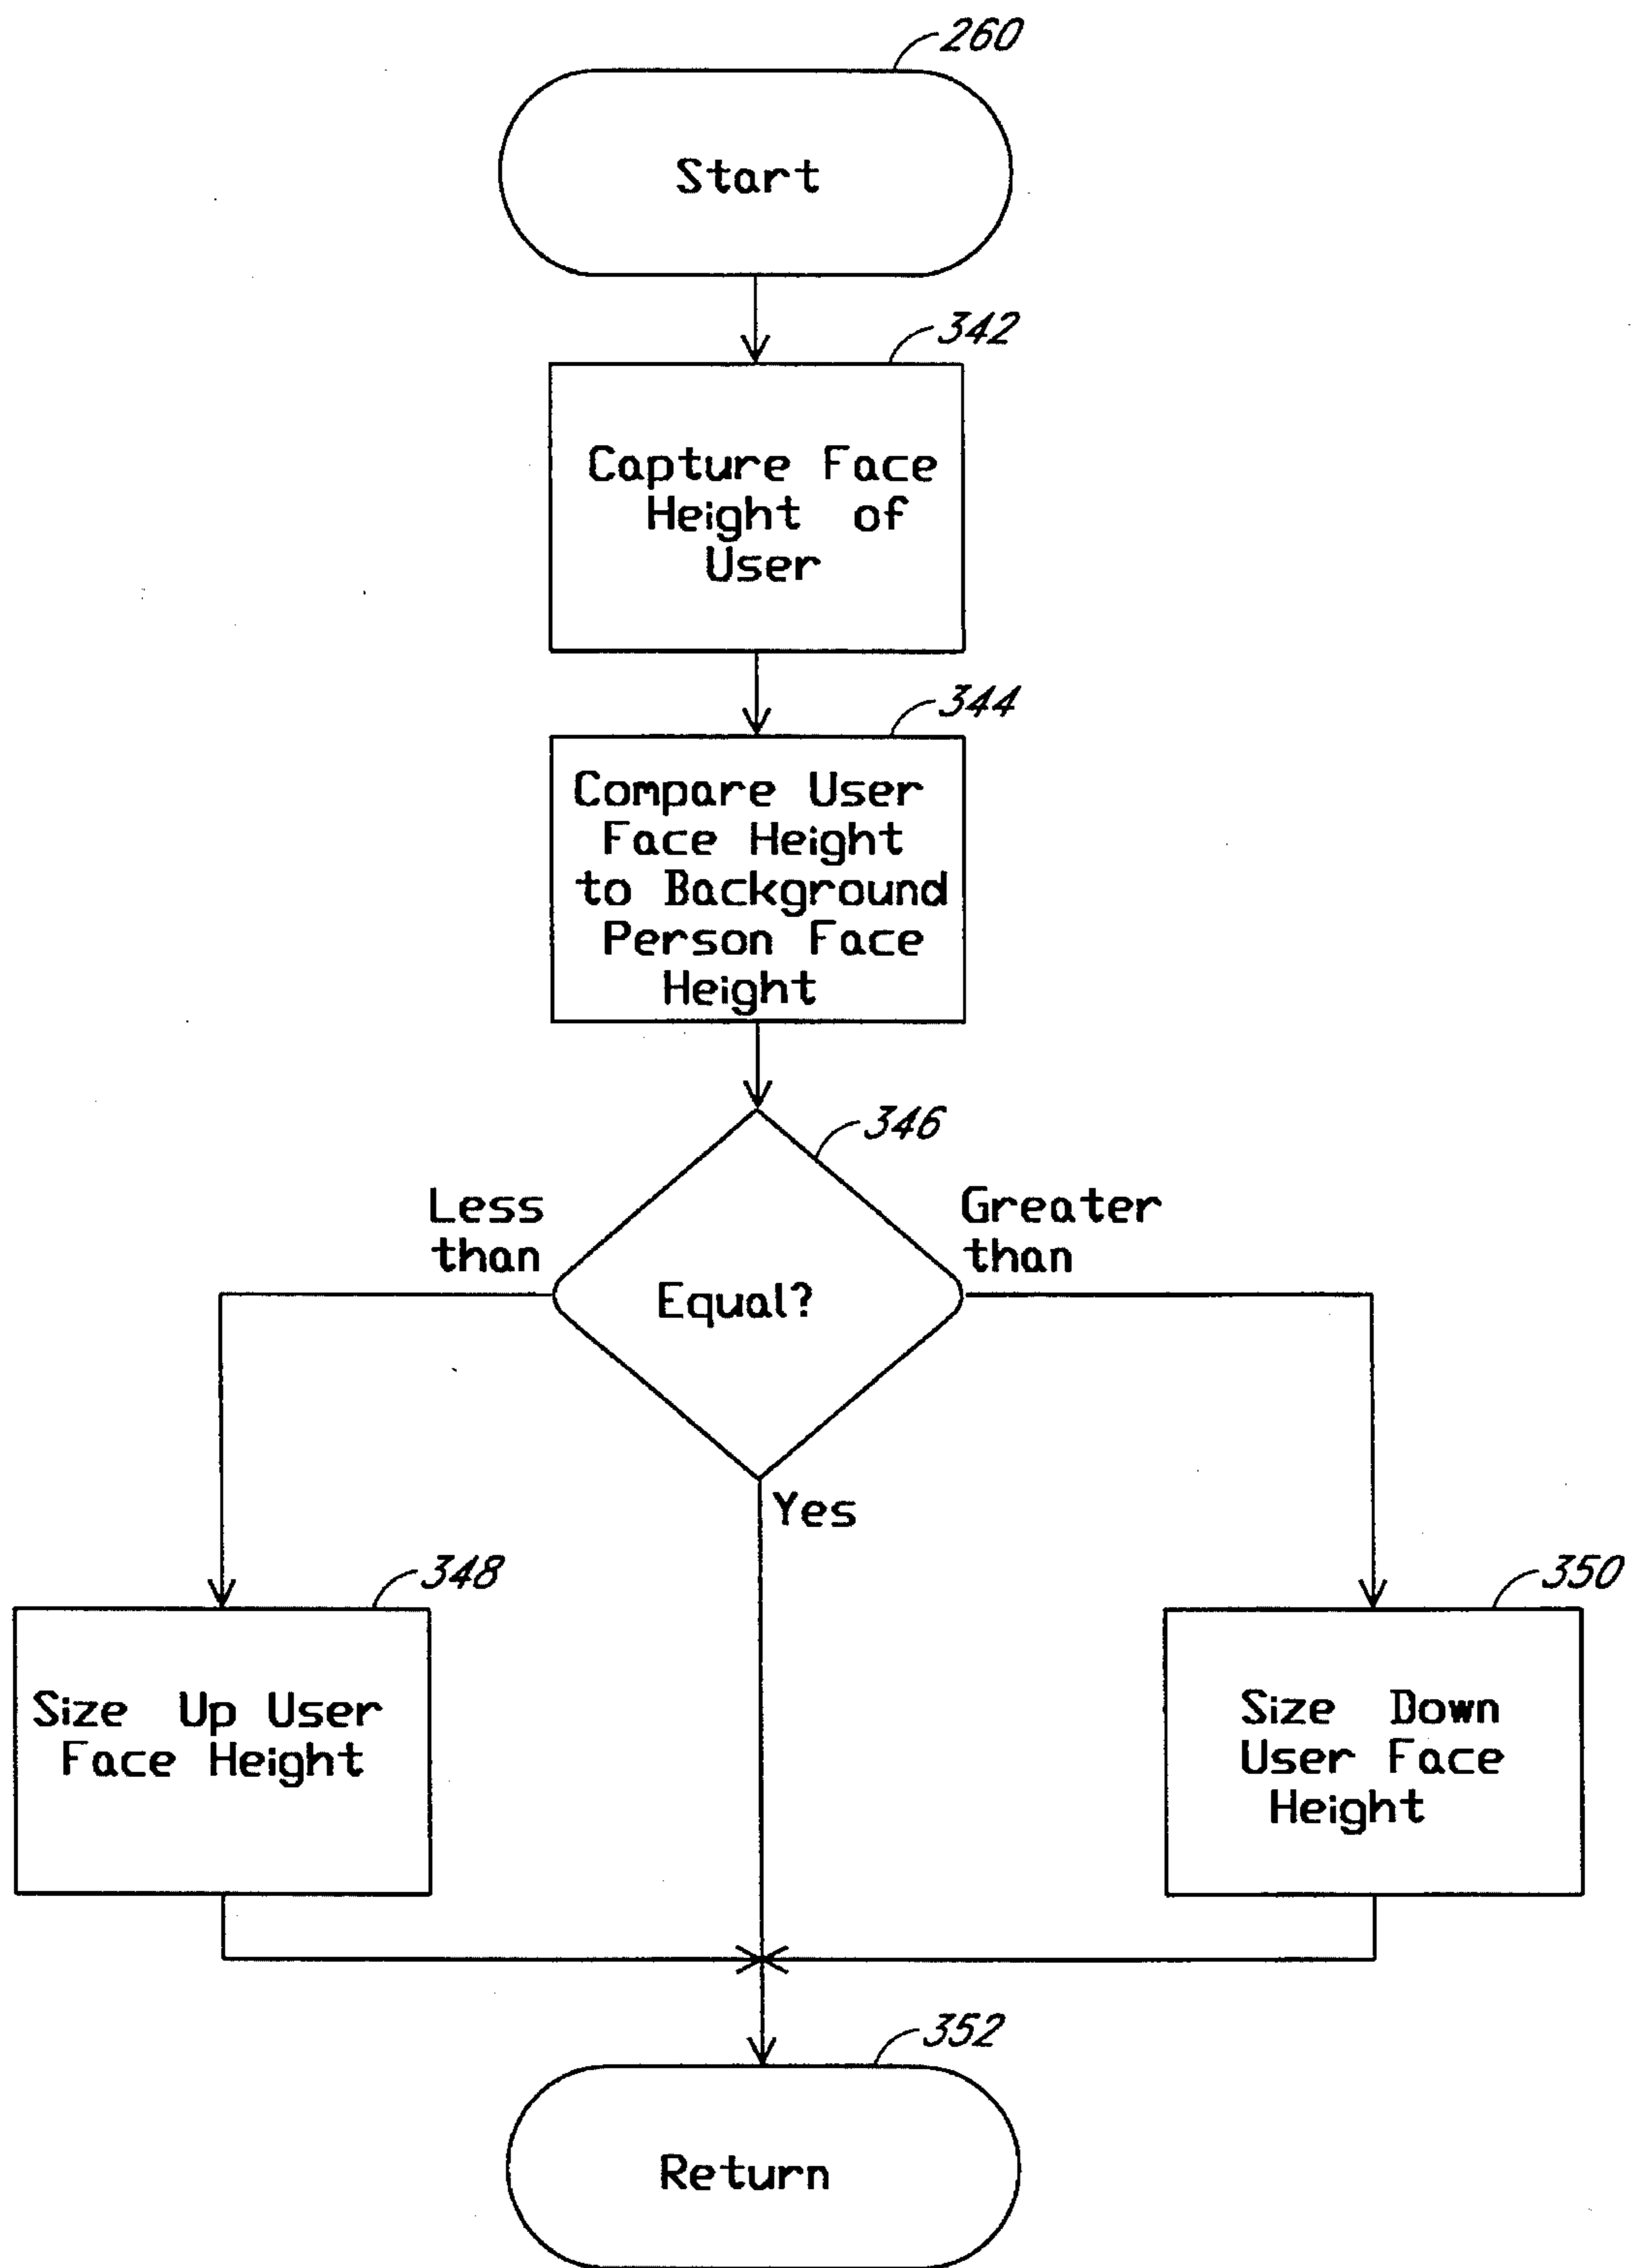 260
Start
342
Capture Face
Height of
User
344
Compare User
Face Height
to Background
Person Face
Height
346
Less
than
Greater
than
Equal?
Yes
348
Size Up User
Face Height
350
Size Down
User Face
Height
352
Return